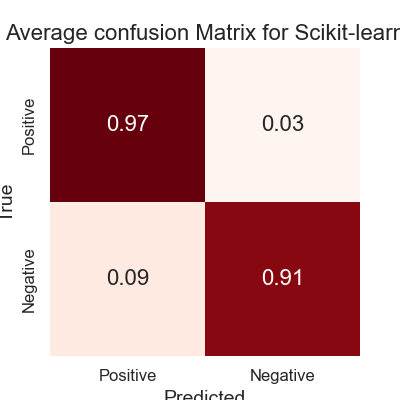 Average confusion Matrix for Scikit-learn
Positive
0.97
0.03
True
Negative
0.09
0.91
Positive
Negative
Predicted